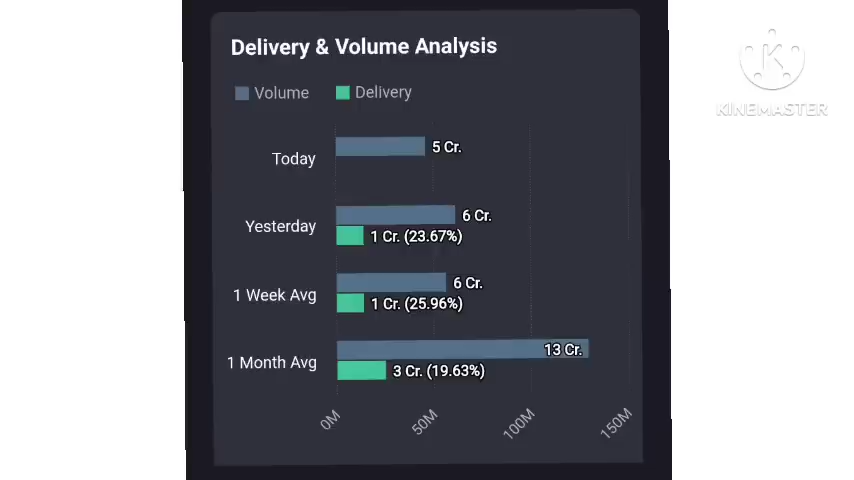 Delivery & Volume Analysis
Volume Delivery
Today 5 Cr.
Yesterday 6 Cr.
1 Cr. (23.67%)
1 Week Avg 6 Cr.
1 Cr. (25.96%)
1 Month Avg 13 Cr.
3 Cr. (19.63%)
0M 50M 100M 150M
KINEMASTER